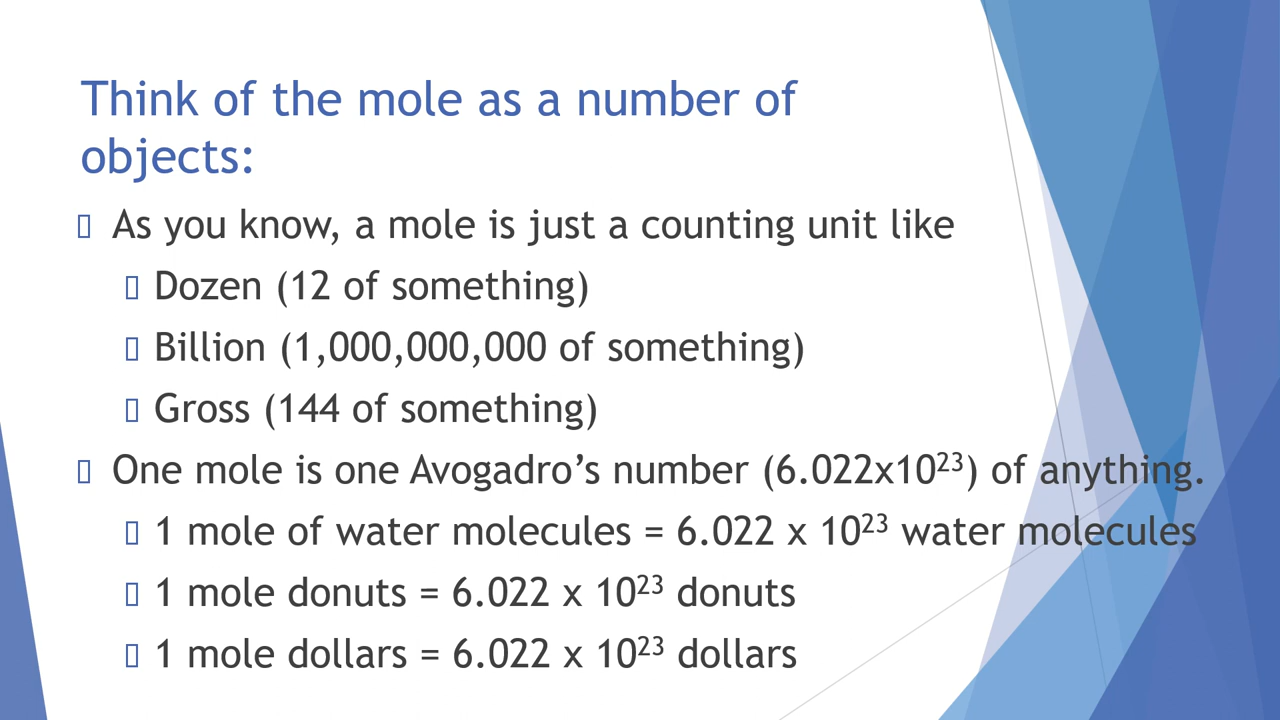 Think of the mole as a number of
objects:
As you know, a mole is just a counting unit like
Dozen (12 of something)
Billion (1,000,000,000 of something)
Gross (144 of something)
One mole is one Avogadro’s number (6.022x10²³) of anything.
1 mole of water molecules = 6.022 x 10²³ water molecules
1 mole donuts = 6.022 x 10²³ donuts
1 mole dollars = 6.022 x 10²³ dollars